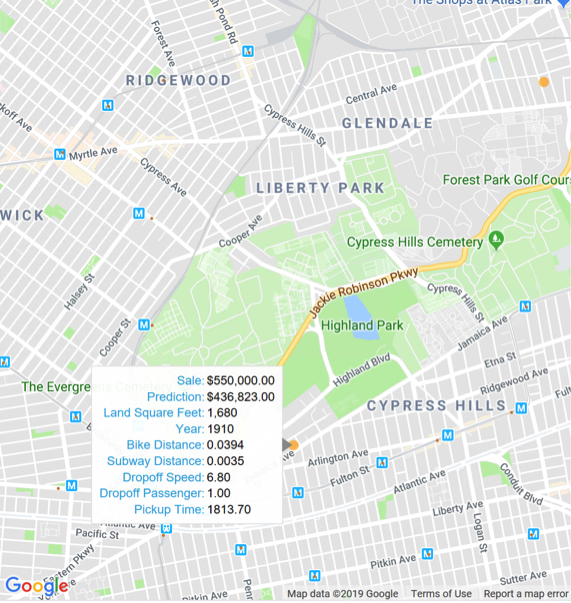 The Shops at Atlas Park
Forest Ave
sh Pond Rd
RIDGEWOOD
Central Ave
Cypress Hills St
GLENDALE
koff Ave
Myrtle Ave
Cypress Ave
LIBERTY PARK
Forest Park Golf Cours
WICK
Cooper Ave
Cypress Hills Cemetery
Jackie Robinson Pkwy
Halsey St
Cypress Hills St
Highland Park
Jamaica Ave
Cooper St
Etna St
Highland Blvd
Ridgewood Ave
The Evergreens Cemetery
Fulton
CYPRESS HILLS
Sale: $550,000.00
Prediction: $436,823.00
Land Square Feet: 1,680
Year: 1910
Bike Distance: 0.0394
Subway Distance: 0.0035
Dropoff Speed: 6.80
Dropoff Passenger: 1.00
Pickup Time: 1813.70
Arlington Ave
Fulton St
Atlantic Ave
Conduit Blvd
Liberty Ave
Logan St
Atlantic Ave
Pacific St
Eastern Pkwy
Pitkin Ave
Sutter Ave
Pitkin Ave
Google
Map data ©2019 Google
Terms of Use
Report a map error